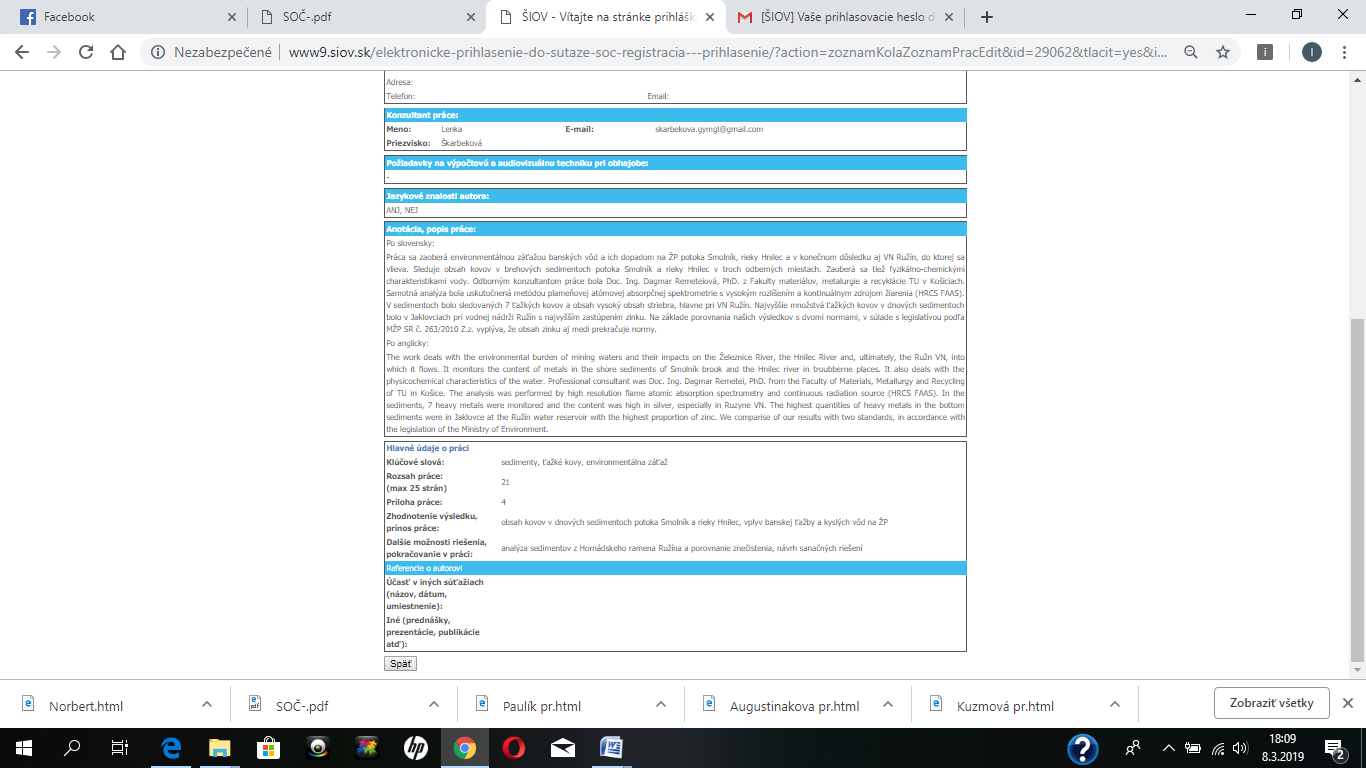 Facebook
SOČ-.pdf
ŠIOV - Vítajte na stránke prihlášky
[ŠIOV] Vaše prihlasovacie heslo d
Nezabezpečené
www9.siov.sk/elektronicke-prihlasenie-do-sutaze-soc-registracia---prihlasenie/?action=zoznamKolaZoznamPracEdit&id=29062&tlacit=yes&i...
Adresa:
Telefon: Email:
Konzultant práce:
Meno: Lenka E-mail: skarbekova.gymgl@gmail.com
Priezvisko: Škarbeková
Požiadavky na výpočtovú a audiovizuálnu techniku pri obhajobe:
-
Jazykové znalosti autora:
ANJ, NEJ
Anotácia, popis práce:
Po slovensky:
Práca sa zaoberá environmentálnou záťažou banských vôd a ich dopadom na ŽP potoka Smolník, rieky Hnilec a v konečnom dôsledku aj VN Ružín, do ktorej sa
vlieva. Sleduje obsah kovov v brehových sedimentoch potoka Smolník a rieky Hnilec v troch odberných miestach. Zaoberá sa tiež fyzikálno-chemickými
charakteristikami vody. Odborným konzultantom práce bola Doc. Ing. Dagmar Remeteiová, PhD. z Fakulty materiálov, metalurgie a recyklácie TU v Košiciach.
Samotná analýza bola uskutočnená metódou plameňovej atómovej absorpčnej spektrometrie s vysokým rozlíšením a kontinuálnym zdrojom žiarenia (HRCS FAAS).
V sedimentoch bolo sledovaných 7 ťažkých kovov a obsah vysoký obsah striebra, hlavne pri VN Ružín. Najvyššie množstvá ťažkých kovov v dnových sedimentoch
bolo v Jaklovciach pri vodnej nádrži Ružín s najvyšším zastúpením zinku. Na základe porovnania našich výsledkov s dvomi normami, v súlade s legislatívou podľa
MŽP SR č. 263/2010 Z.z. vyplýva, že obsah zinku aj medi prekračuje normy.
Po anglicky:
The work deals with the environmental burden of mining waters and their impacts on the Železnice River, the Hnilec River and, ultimately, the Ružn VN, into
which it flows. It monitors the content of metals in the shore sediments of Smolník brook and the Hnilec river in troubberne places. It also deals with the
physicochemical characteristics of the water. Professional consultant was Doc. Ing. Dagmar Remetei, PhD. from the Faculty of Materials, Metallurgy and Recycling
of TU in Košice. The analysis was performed by high resolution flame atomic absorption spectrometry and continuous radiation source (HRCS FAAS). In the
sediments, 7 heavy metals were monitored and the content was high in silver, especially in Ruzyne VN. The highest quantities of heavy metals in the bottom
sediments were in Jaklovce at the Ružín water reservoir with the highest proportion of zinc. We comparise of our results with two standards, in accordance with
the legislation of the Ministry of Environment.
Hlavné údaje o práci
Klúčové slová: sedimenty, ťažké kovy, environmentálna záťaž
Rozsah práce:
(max 25 strán) 21
Príloha práce: 4
Zhodnotenie výsledku,
prínos práce: obsah kovov v dnových sedimentoch potoka Smolník a rieky Hnilec, vplyv banskej ťažby a kyslých vôd na ŽP
Dalšie možnosti riešenia,
pokračovanie v práci: analýza sedimentov z Hornádskeho ramena Ružína a porovnanie znečistenia, návrh sanačných riešení
Referencie o autorovi
Účasť v iných súťažiach
(názov, dátum,
umiestnenie):
Iné (prednášky,
prezentácie, publikácie
atď):
Späť
Norbert.html
SOČ-.pdf
Paulík pr.html
Augustinakova pr.html
Kuzmová pr.html
Zobraziť všetky
18:09
8.3.2019
2